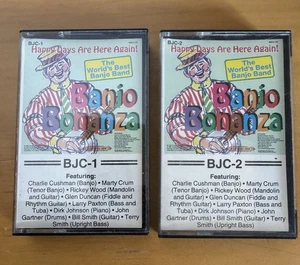 BJC-1
Happy Days Are Here Again!
The
World's Best
Banjo Band
Banjo
Bonanza
BJC-1
Featuring:
Charlie Cushman (Banjo) • Marty Crum
(Tenor Banjo) • Rickey Wood (Mandolin
and Guitar) • Glen Duncan (Fiddle and
Rhythm Guitar) • Larry Paxton (Bass and
Tuba) • Dirk Johnson (Piano) • John
Gartner (Drums) • Bill Smith (Guitar) • Terry
Smith (Upright Bass)
BJC-2
Happy Days Are Here Again!
The
World's Best
Banjo Band
Banjo
Bonanza
BJC-2
Featuring:
Charlie Cushman (Banjo) • Marty Crum
(Tenor Banjo) • Rickey Wood (Mandolin
and Guitar) • Glen Duncan (Fiddle and
Rhythm Guitar) • Larry Paxton (Bass and
Tuba) • Dirk Johnson (Piano) • John
Gartner (Drums) • Bill Smith (Guitar) • Terry
Smith (Upright Bass)